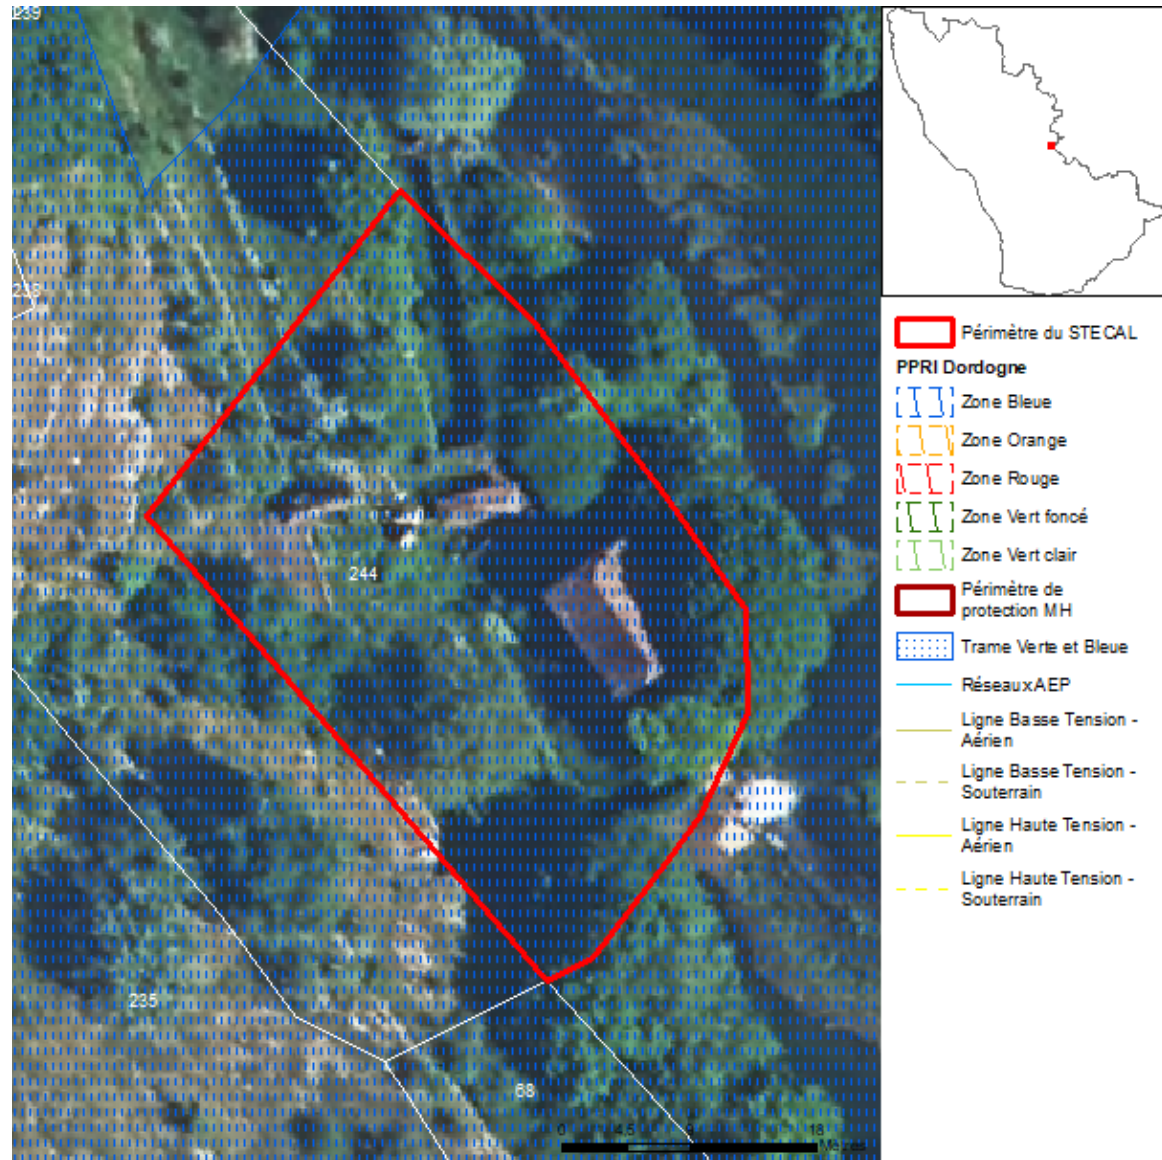 239
238
244
235
68
0 4,5 9 18
Mètres
Périmètre du STECAL
PPRI Dordogne
Zone Bleue
Zone Orange
Zone Rouge
Zone Vert foncé
Zone Vert clair
Périmètre de
protection MH
Trame Verte et Bleue
Réseaux AEP
Ligne Basse Tension -
Aérien
Ligne Basse Tension -
Souterrain
Ligne Haute Tension -
Aérien
Ligne Haute Tension -
Souterrain